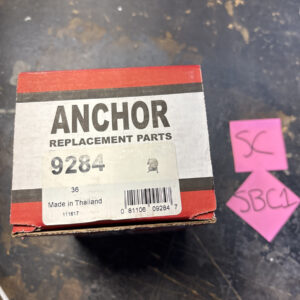 ANCHOR
REPLACEMENT PARTS
9284
36
Made in Thailand
111617
0 81106 09284 7
SC
SBC1